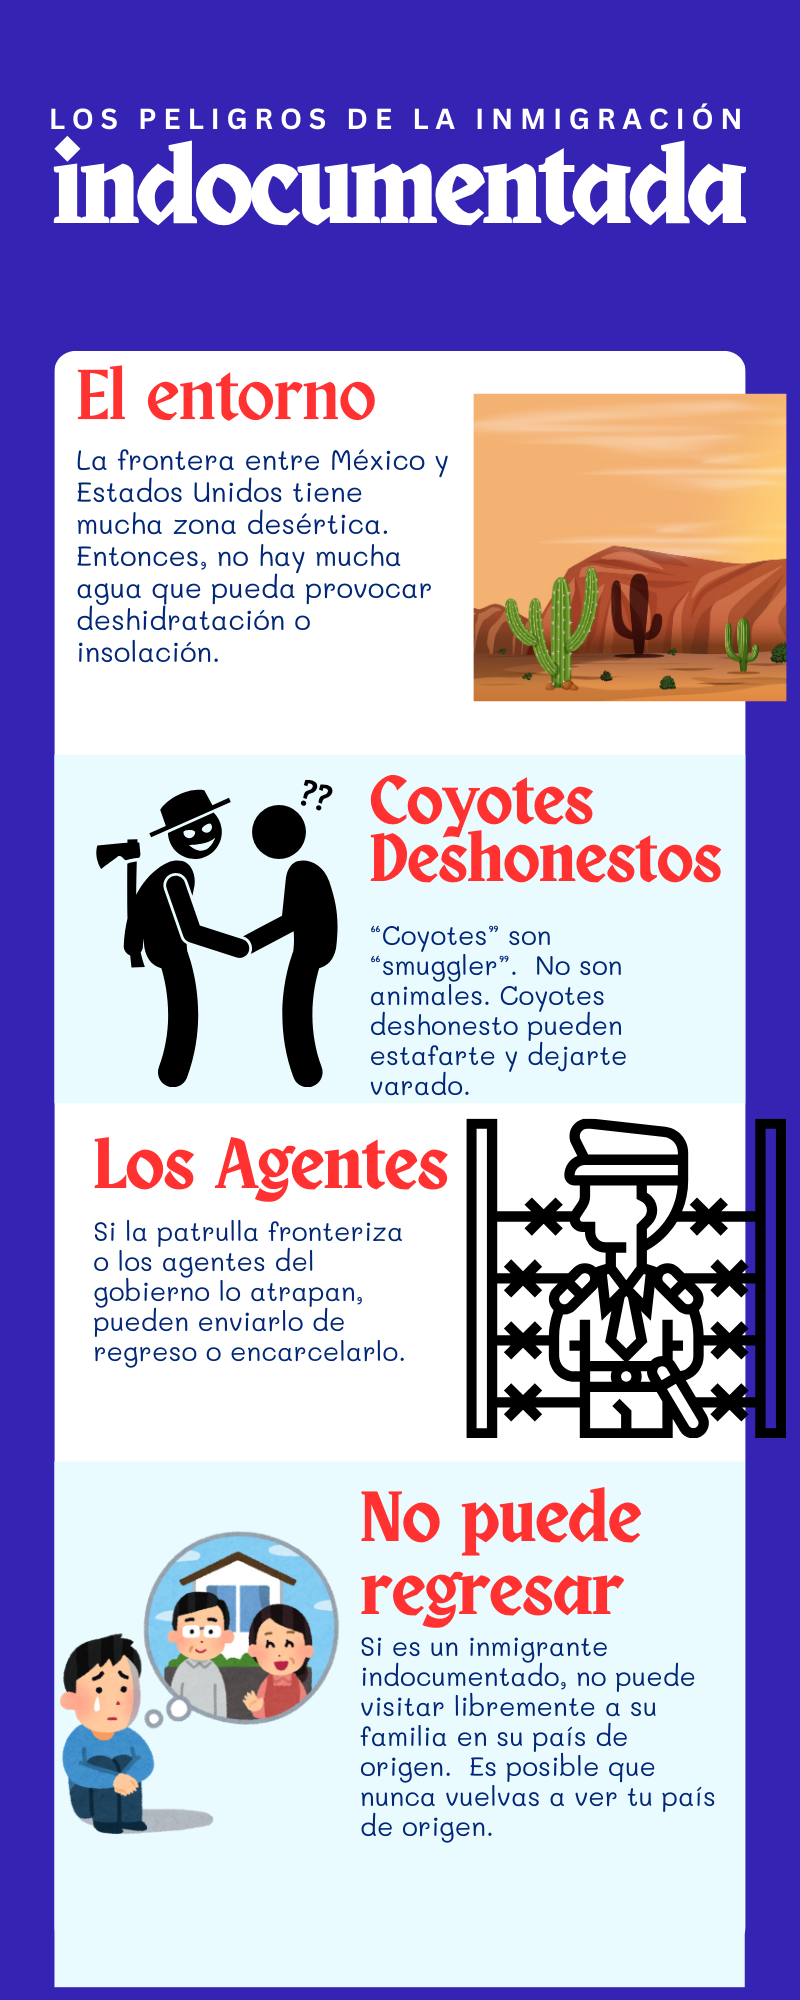 LOS PELIGROS DE LA INMIGRACIÓN
indocumentada
El entorno
La frontera entre México y
Estados Unidos tiene
mucha zona desértica.
Entonces, no hay mucha
agua que pueda provocar
deshidratación o
insolación.
??
Coyotes
Deshonestos
“Coyotes” son
“smuggler”.  No son
animales. Coyotes
deshonesto pueden
estafarte y dejarte
varado.
Los Agentes
Si la patrulla fronteriza
o los agentes del
gobierno lo atrapan,
pueden enviarlo de
regreso o encarcelarlo.
No puede
regresar
Si es un inmigrante
indocumentado, no puede
visitar libremente a su
familia en su país de
origen.  Es posible que
nunca vuelvas a ver tu país
de origen.